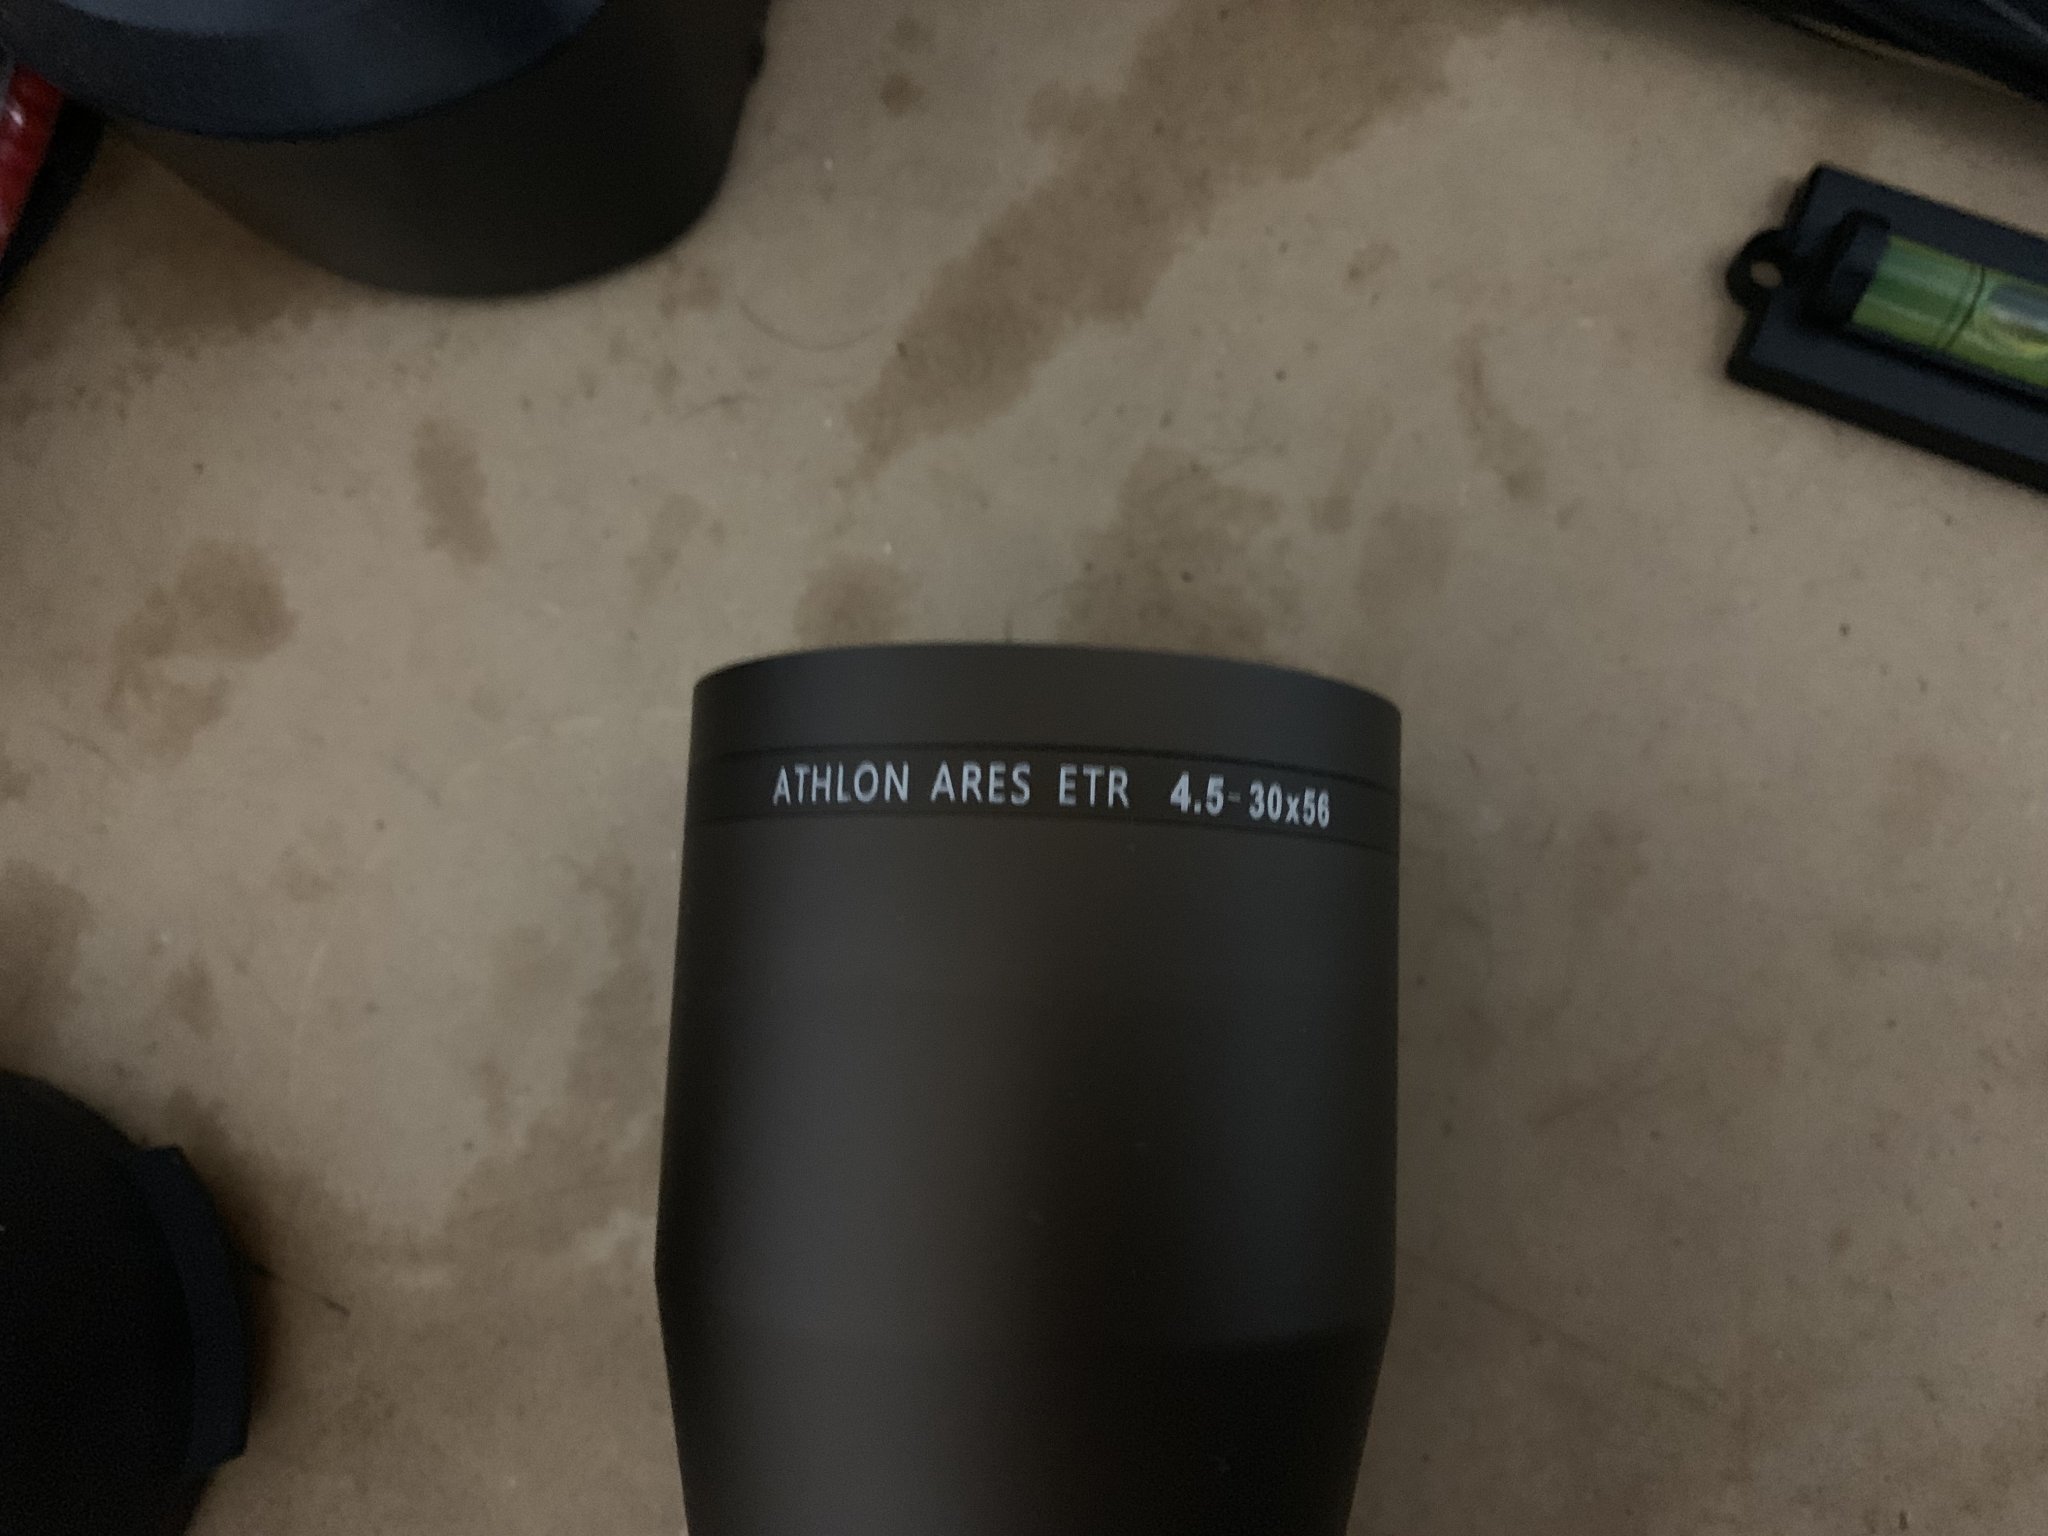 ATHLON ARES ETR 4.5-30x56